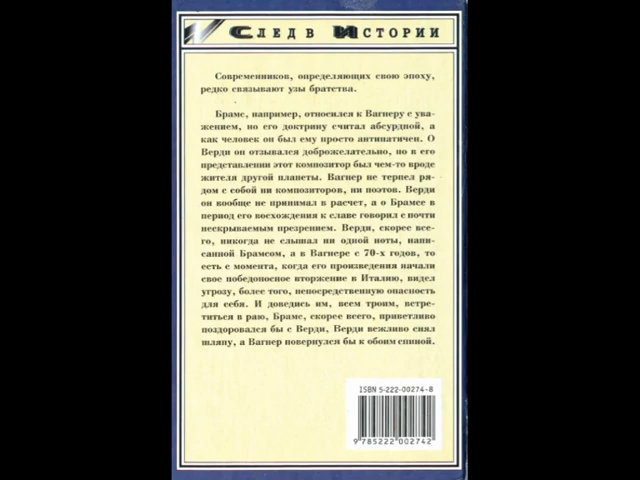 След в Истории
Современников, определяющих свою эпоху,
редко связывают узы братства.
Брамс, например, относился к Вагнеру с ува-
жением, но его доктрину считал абсурдной, а
как человек он был ему просто антипатичен. О
Верди он отзывался доброжелательно, но в его
представлении этот композитор был чем-то вроде
жителя другой планеты. Вагнер не терпел ря-
дом с собой ни композиторов, ни поэтов. Верди
он вообще не принимал в расчет, а о Брамсе в
период его восхождения к славе говорил с почти
нескрываемым презрением. Верди, скорее все-
го, никогда не слышал ни одной ноты, напи-
санной Брамсом, а в Вагнере с 70-х годов, то
есть с момента, когда его произведения начали
свое победоносное вторжение в Италию, видел
угрозу, более того, непосредственную опасность
для себя. И доведись им, всем троим, встре-
титься в раю, Брамс, скорее всего, приветливо
поздоровался бы с Верди, Верди вежливо снял
шляпу, а Вагнер повернулся бы к обоим спиной.
ISBN 5-222-00274-8
9 785222 002742